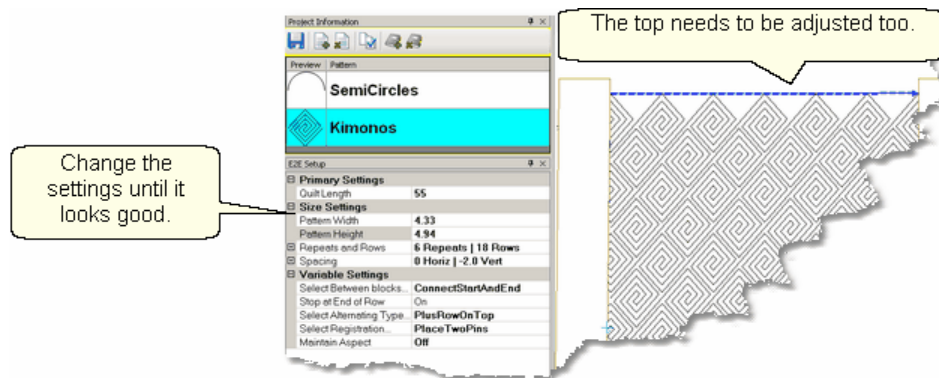 Project Information
The top needs to be adjusted too.
Preview Pattern
SemiCircles
Kimonos
Change the
settings until it
looks good.
E2E Setup
Primary Settings
Quilt Length 55
Size Settings
Pattern Width 4.33
Pattern Height 4.94
Repeats and Rows 6 Repeats | 18 Rows
Spacing 0 Horiz | -2.0 Vert
Variable Settings
Select Between blocks... ConnectStartAndEnd
Stop at End of Row On
Select Alternating Type... PlusRowOnTop
Select Registration... PlaceTwoPins
Maintain Aspect Off